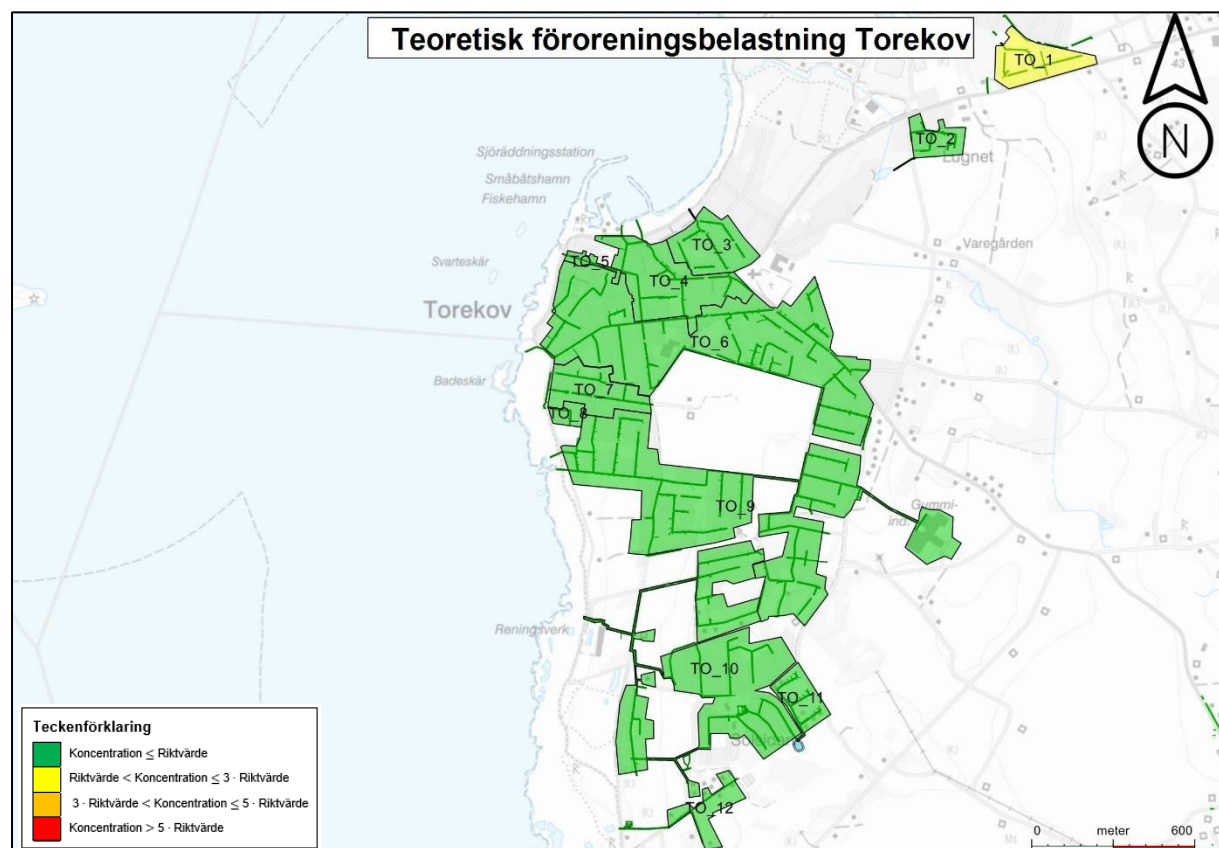 Teoretisk föroreningsbelastning Torekov
TO_1
43
N
TO_2
Lugnet
Sjöräddningsstation
Småbåtshamn
Fiskehamn
TO_3
Varegården
TO_5
Svarteskär
TO_4
Torekov
TO_6
Badeskär
TO_7
TO_8
TO_9
Gummi-
ind.
Reningsverk
TO_10
TO_11
TO_12
Teckenförklaring
Koncentration ≤ Riktvärde
Riktvärde < Koncentration ≤ 3 · Riktvärde
3 · Riktvärde < Koncentration ≤ 5 · Riktvärde
Koncentration > 5 · Riktvärde
0 meter 600
Ms